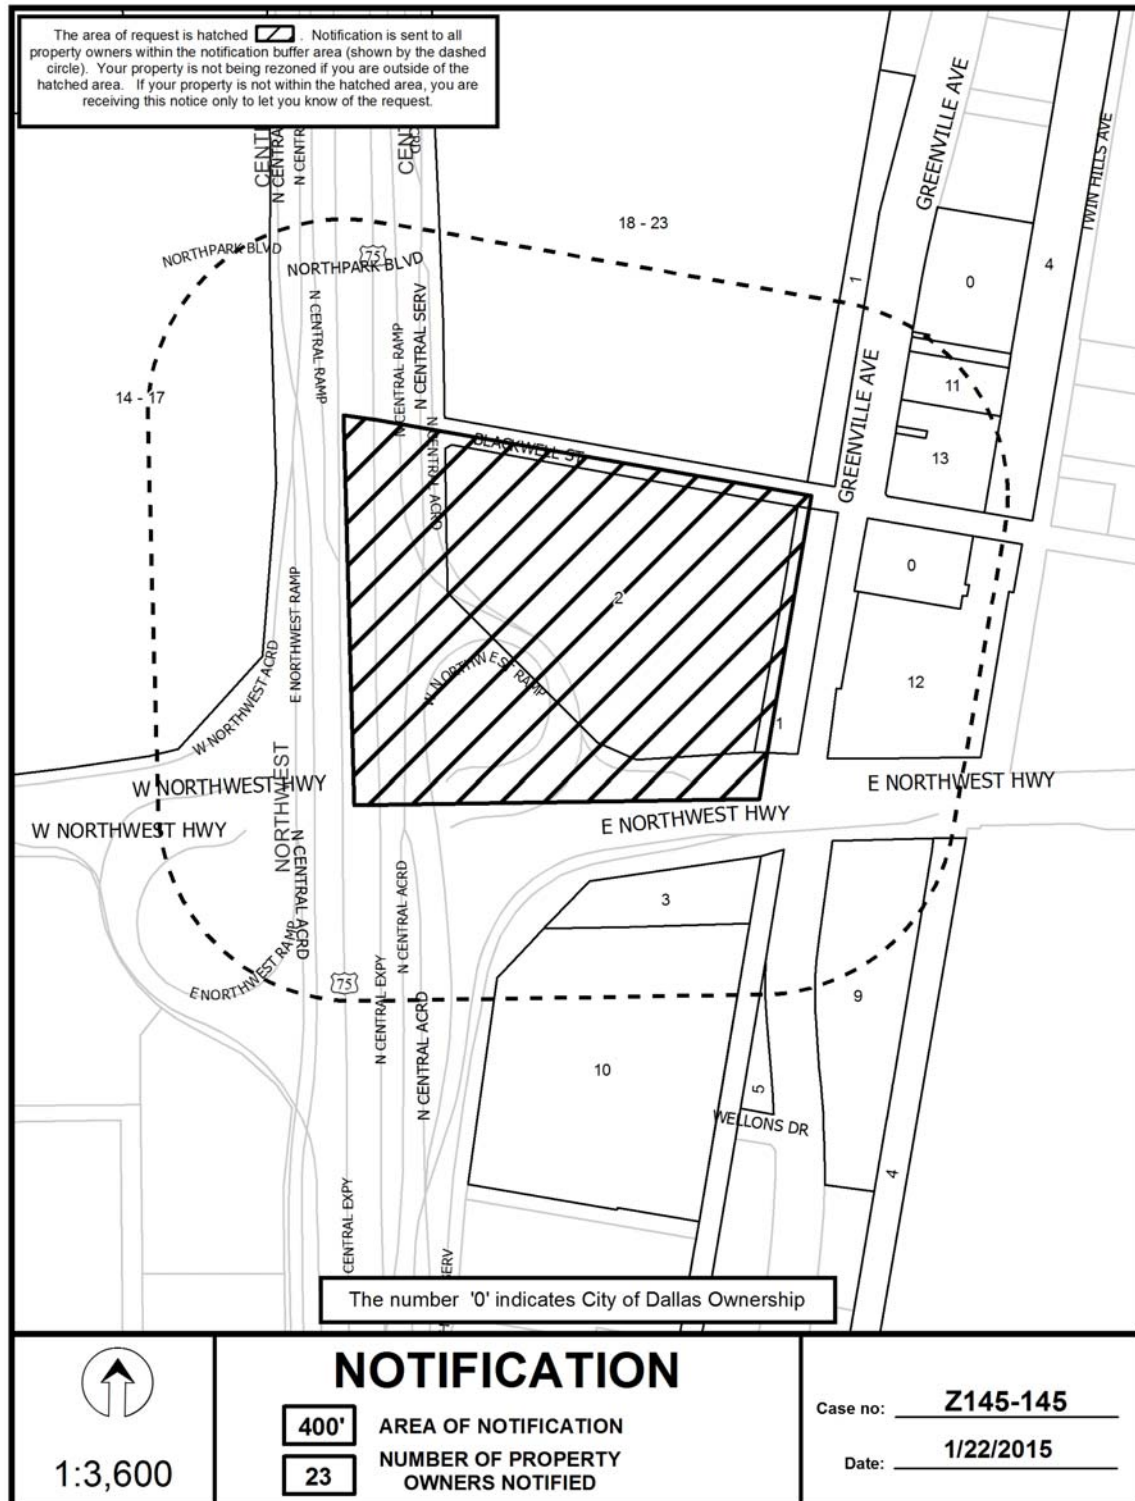 The area of request is hatched . Notification is sent to all
property owners within the notification buffer area (shown by the dashed
circle). Your property is not being rezoned if you are outside of the
hatched area. If your property is not within the hatched area, you are
receiving this notice only to let you know of the request.
N CENTRA
N CENTR
CENT
GREENVILLE AVE
TWIN HILLS AVE
18 - 23
NORTHPARK BLVD
75
NORTHPARK BLVD
1
0
4
N CENTRAL RAMP
N CENTRAL RAMP
N CENTRAL SERV
GREENVILLE AVE
14 - 17
11
N CENTRAL ACRD
BLACKWELL ST
13
E NORTHWEST RAMP
2
0
W NORTHWEST ACRD
W NORTHWEST RAMP
12
1
NORTHWEST
W NORTHWEST HWY
E NORTHWEST HWY
W NORTHWEST HWY
E NORTHWEST HWY
N CENTRAL ACRD
N CENTRAL ACRD
3
E NORTHWEST RAMP
75
N CENTRAL EXPY
N CENTRAL ACRD
9
10
5
WELLONS DR
4
CENTRAL EXPY
SERV
The number '0' indicates City of Dallas Ownership
1:3,600
NOTIFICATION
400' AREA OF NOTIFICATION
23 NUMBER OF PROPERTY
OWNERS NOTIFIED
Case no: Z145-145
Date: 1/22/2015